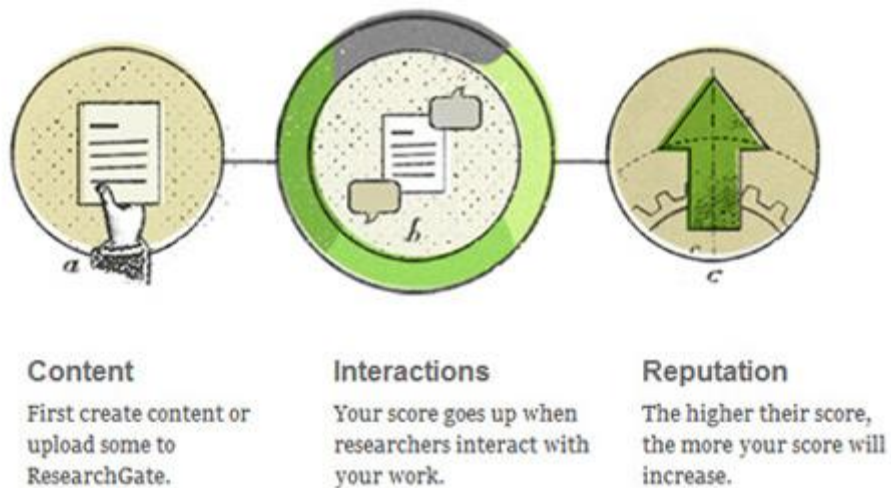 a
b
c
Content
First create content or
upload some to
ResearchGate.
Interactions
Your score goes up when
researchers interact with
your work.
Reputation
The higher their score,
the more your score will
increase.